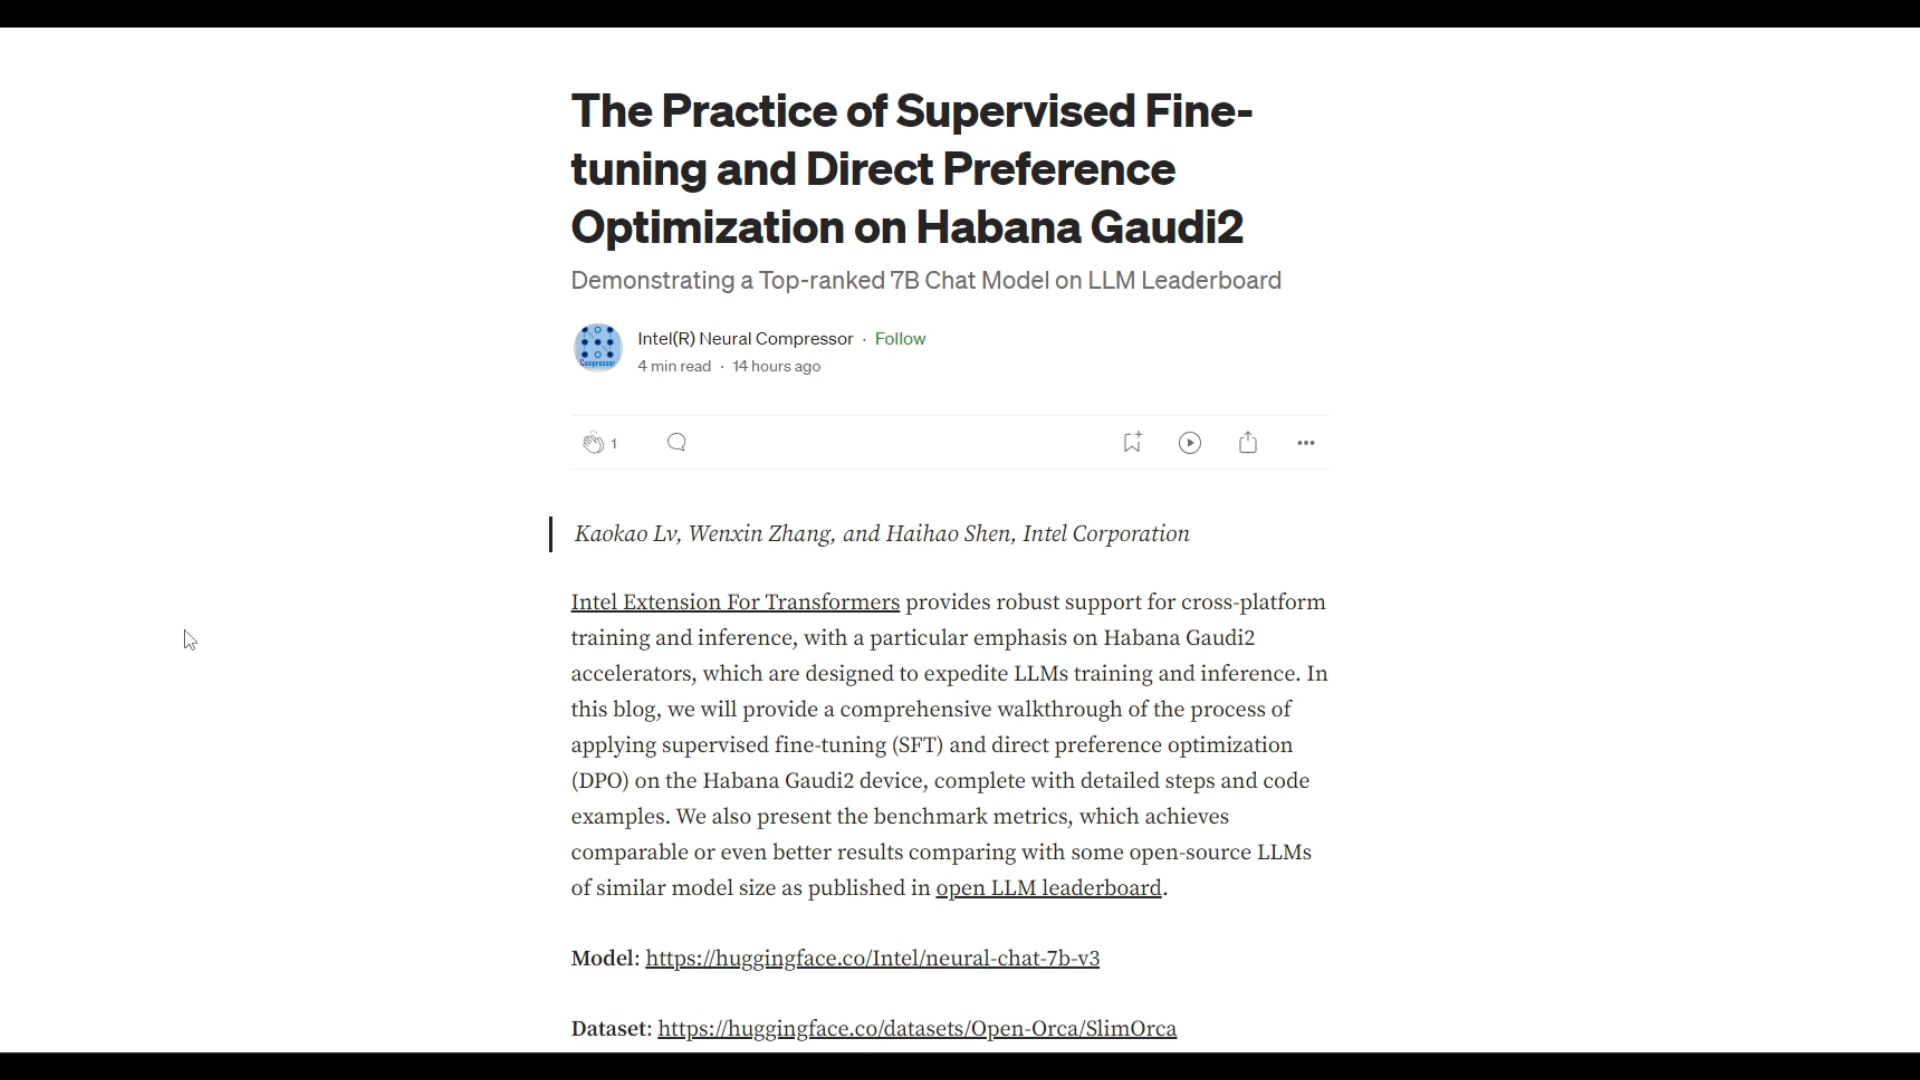 The Practice of Supervised Fine-
tuning and Direct Preference
Optimization on Habana Gaudi2
Demonstrating a Top-ranked 7B Chat Model on LLM Leaderboard
Compressor
Intel(R) Neural Compressor · Follow
4 min read · 14 hours ago
1
Kaokao Lv, Wenxin Zhang, and Haihao Shen, Intel Corporation
Intel Extension For Transformers provides robust support for cross-platform
training and inference, with a particular emphasis on Habana Gaudi2
accelerators, which are designed to expedite LLMs training and inference. In
this blog, we will provide a comprehensive walkthrough of the process of
applying supervised fine-tuning (SFT) and direct preference optimization
(DPO) on the Habana Gaudi2 device, complete with detailed steps and code
examples. We also present the benchmark metrics, which achieves
comparable or even better results comparing with some open-source LLMs
of similar model size as published in open LLM leaderboard.
Model: https://huggingface.co/Intel/neural-chat-7b-v3
Dataset: https://huggingface.co/datasets/Open-Orca/SlimOrca